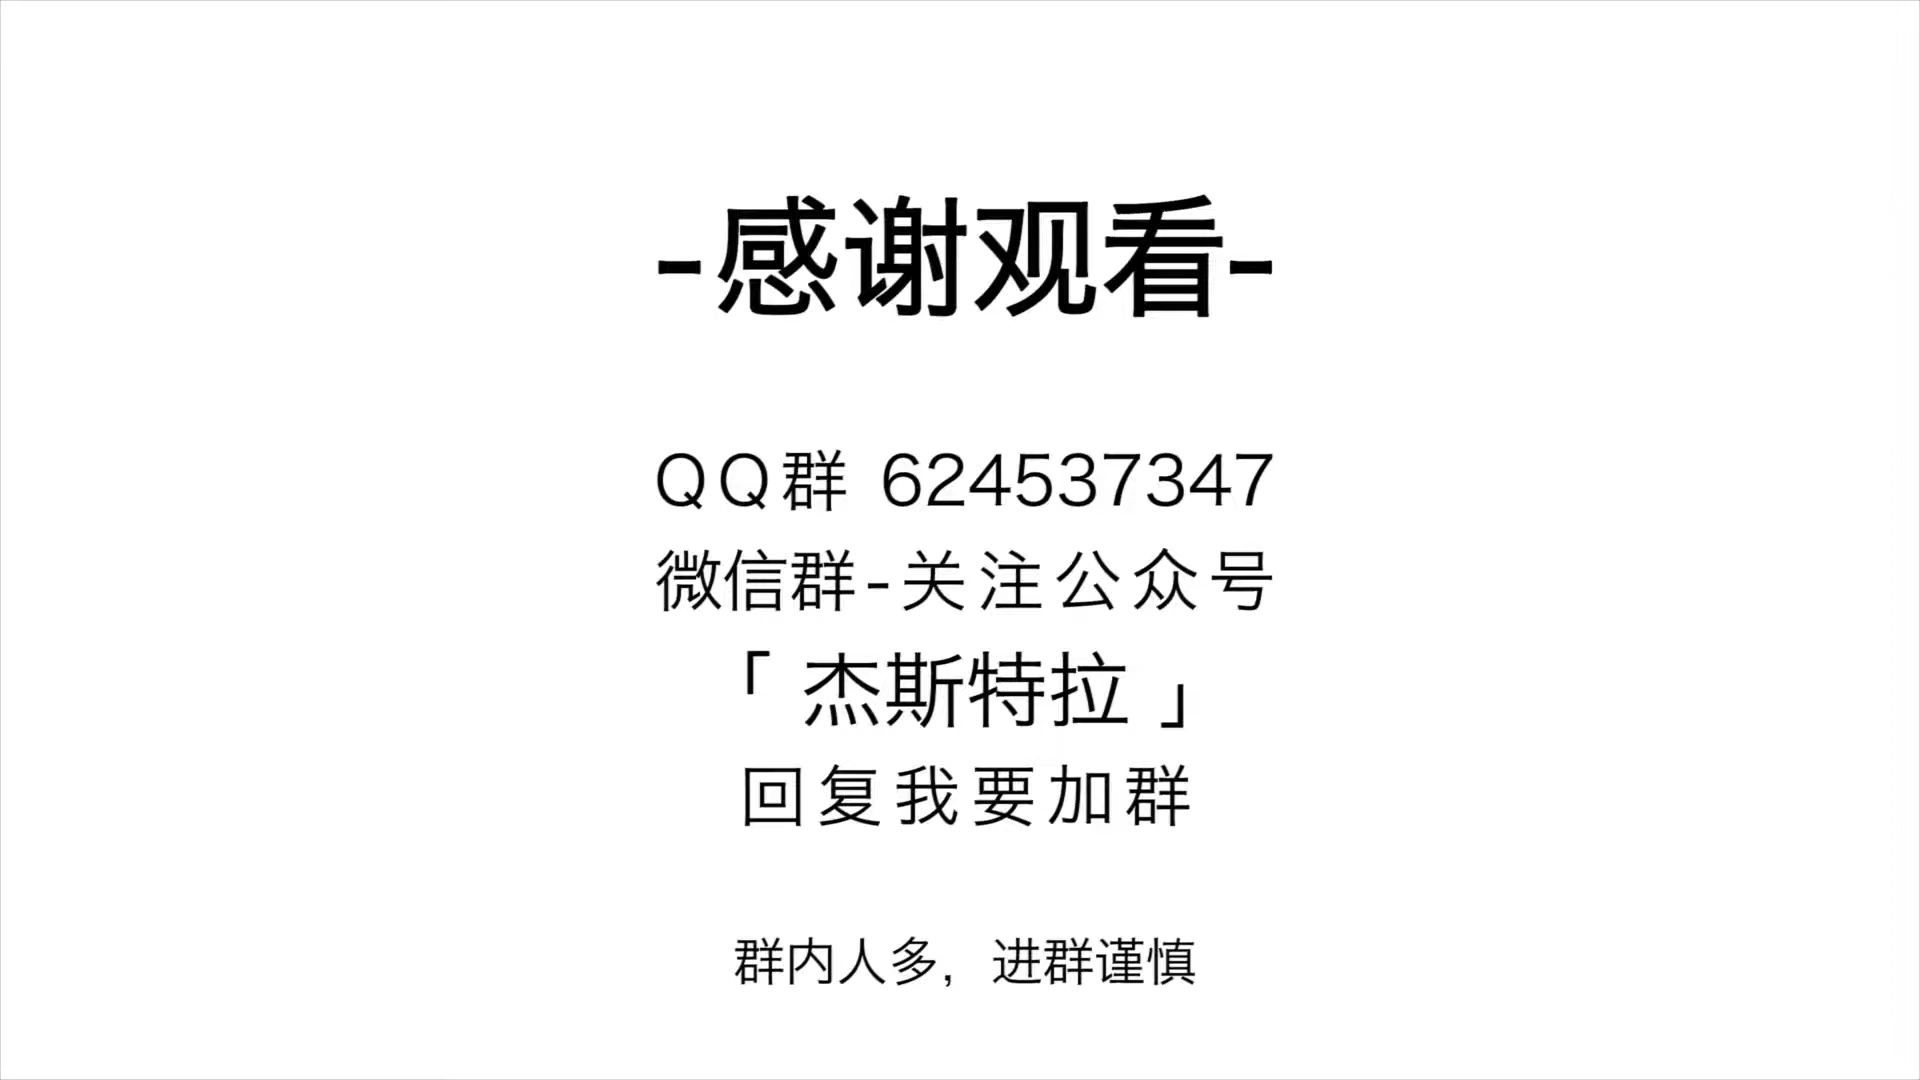 -感谢观看-
QQ群 624537347
微信群-关注公众号
「 杰斯特拉 」
回复我要加群
群内人多，进群谨慎